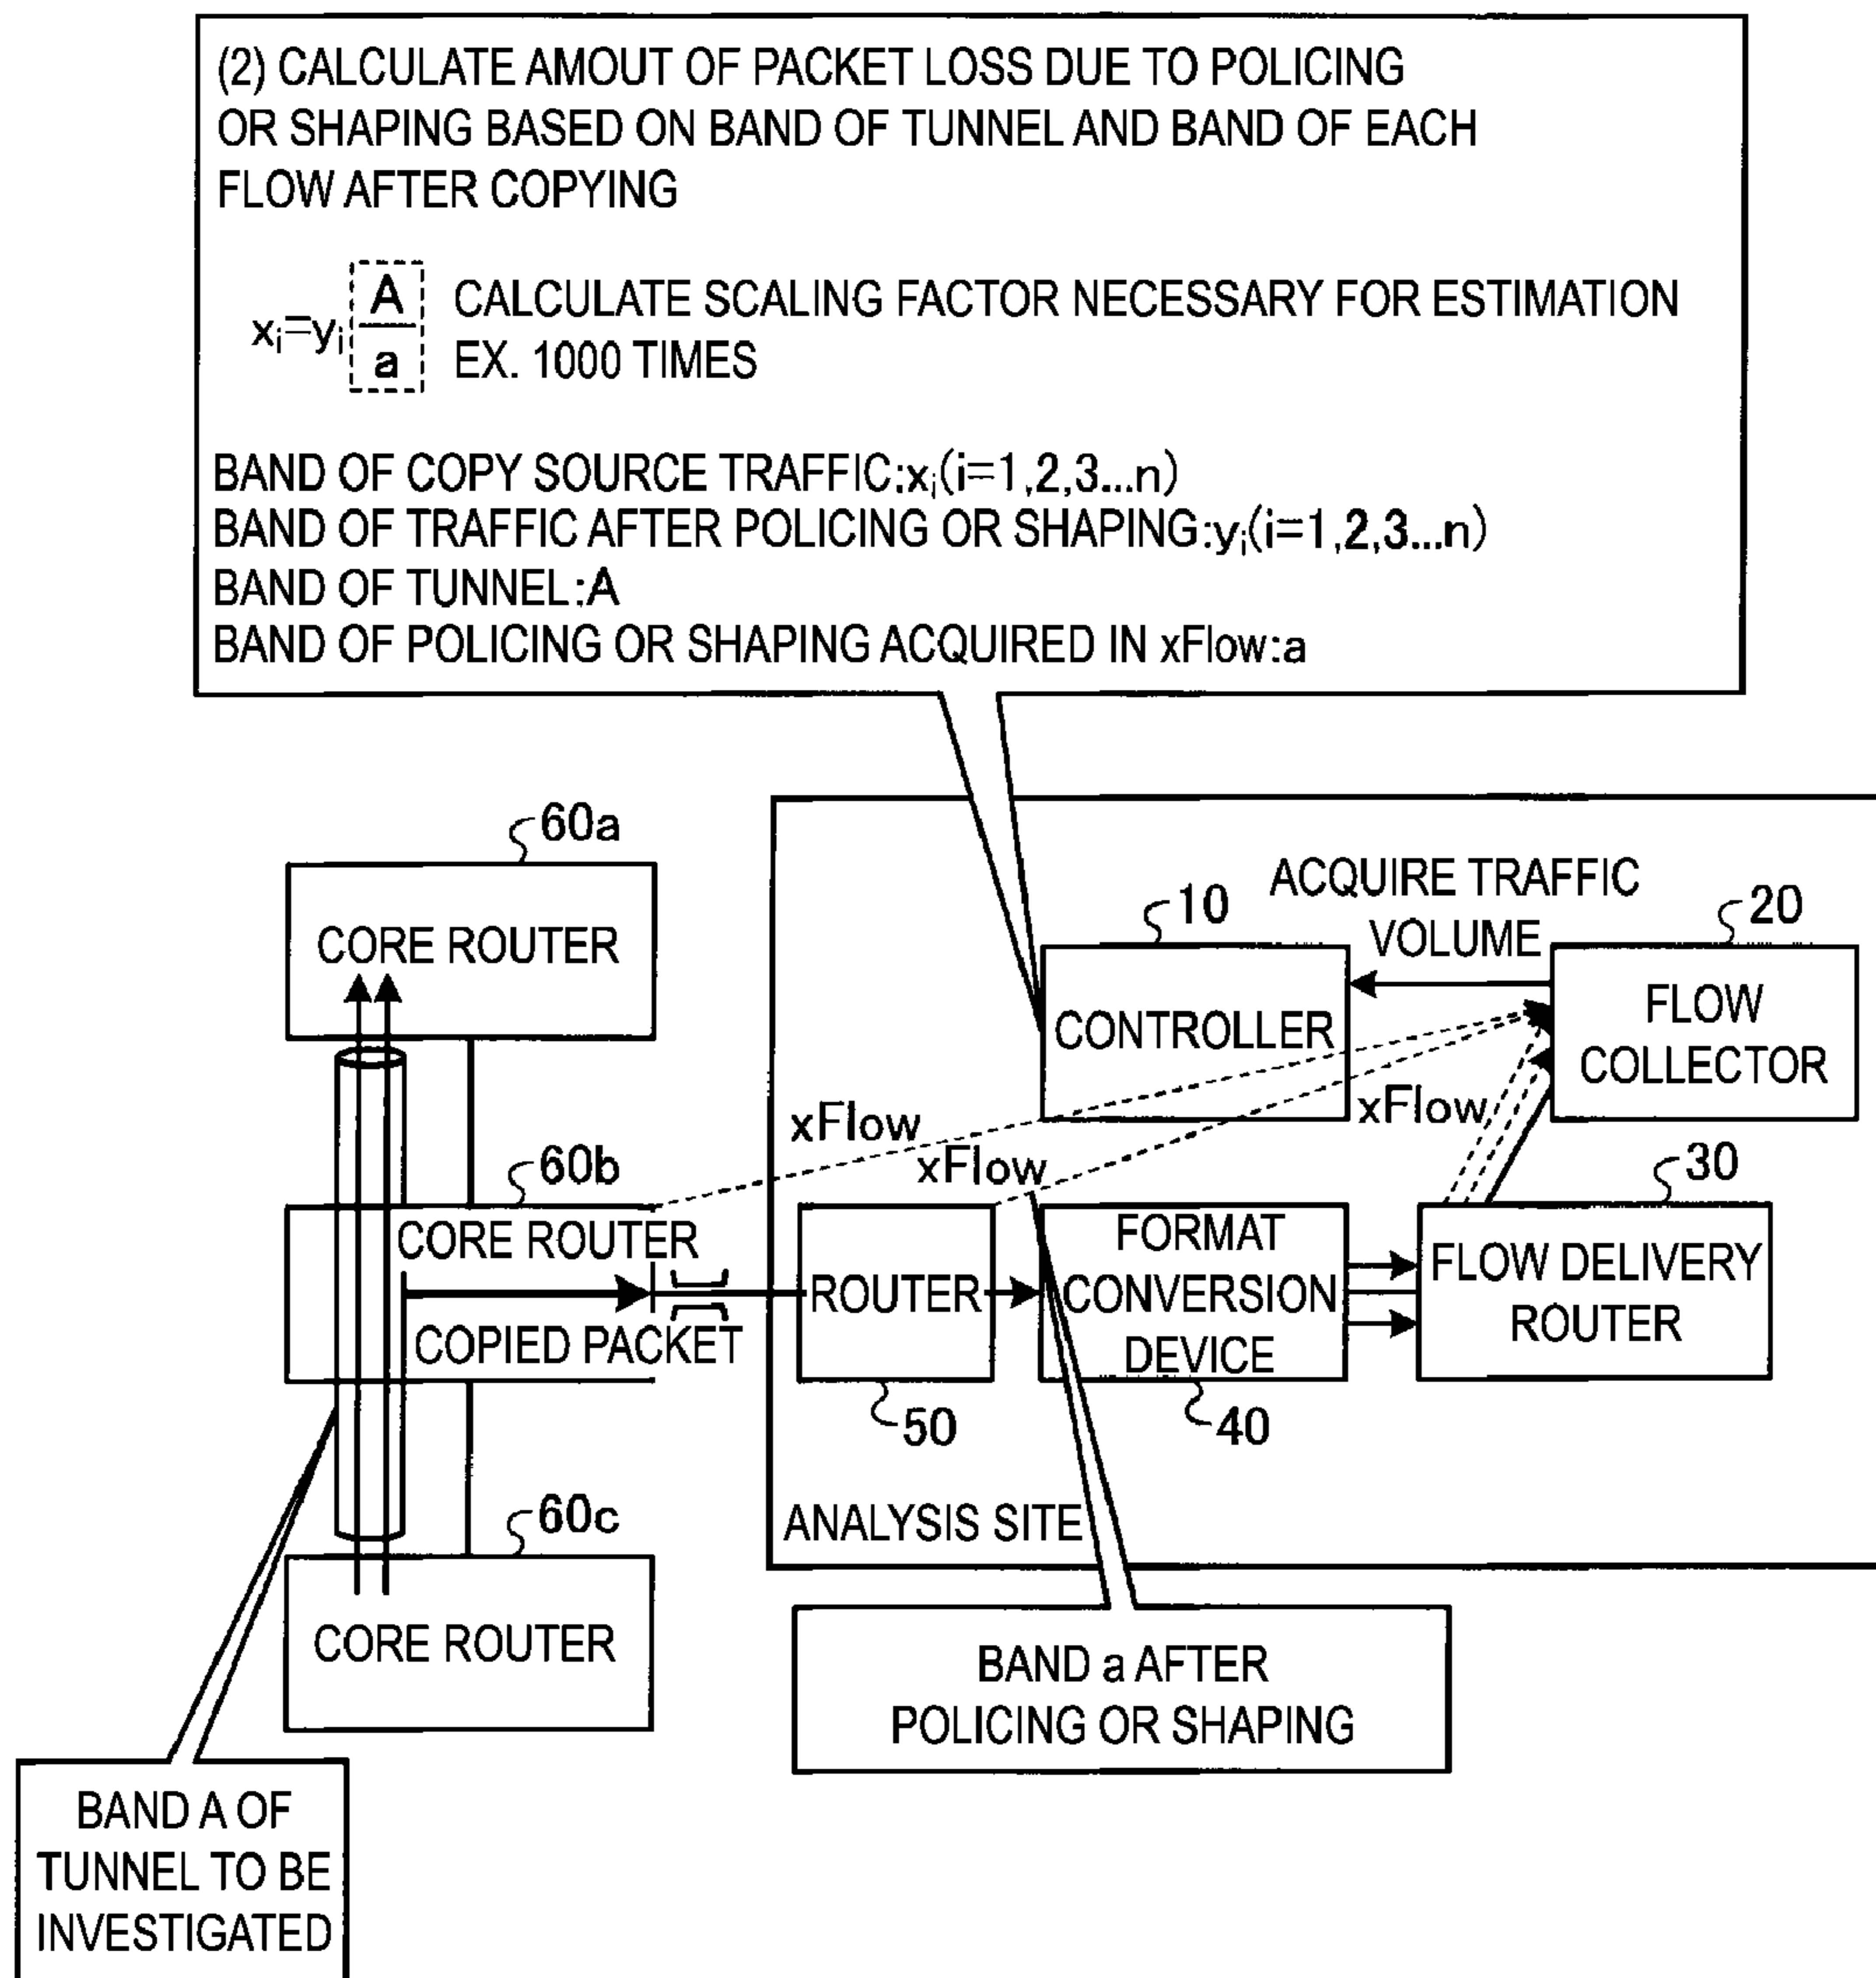 (2) CALCULATE AMOUT OF PACKET LOSS DUE TO POLICING
OR SHAPING BASED ON BAND OF TUNNEL AND BAND OF EACH
FLOW AFTER COPYING
xi=yi A/a CALCULATE SCALING FACTOR NECESSARY FOR ESTIMATION
EX. 1000 TIMES
BAND OF COPY SOURCE TRAFFIC:xi(i=1,2,3...n)
BAND OF TRAFFIC AFTER POLICING OR SHAPING:yi(i=1,2,3...n)
BAND OF TUNNEL:A
BAND OF POLICING OR SHAPING ACQUIRED IN xFlow:a
60a
CORE ROUTER
ACQUIRE TRAFFIC
VOLUME
10
CONTROLLER
20
FLOW
COLLECTOR
xFlow
xFlow
xFlow
60b
CORE ROUTER
COPIED PACKET
ROUTER
50
FORMAT
CONVERSION
DEVICE
40
30
FLOW DELIVERY
ROUTER
ANALYSIS SITE
60c
CORE ROUTER
BAND a AFTER
POLICING OR SHAPING
BAND A OF
TUNNEL TO BE
INVESTIGATED